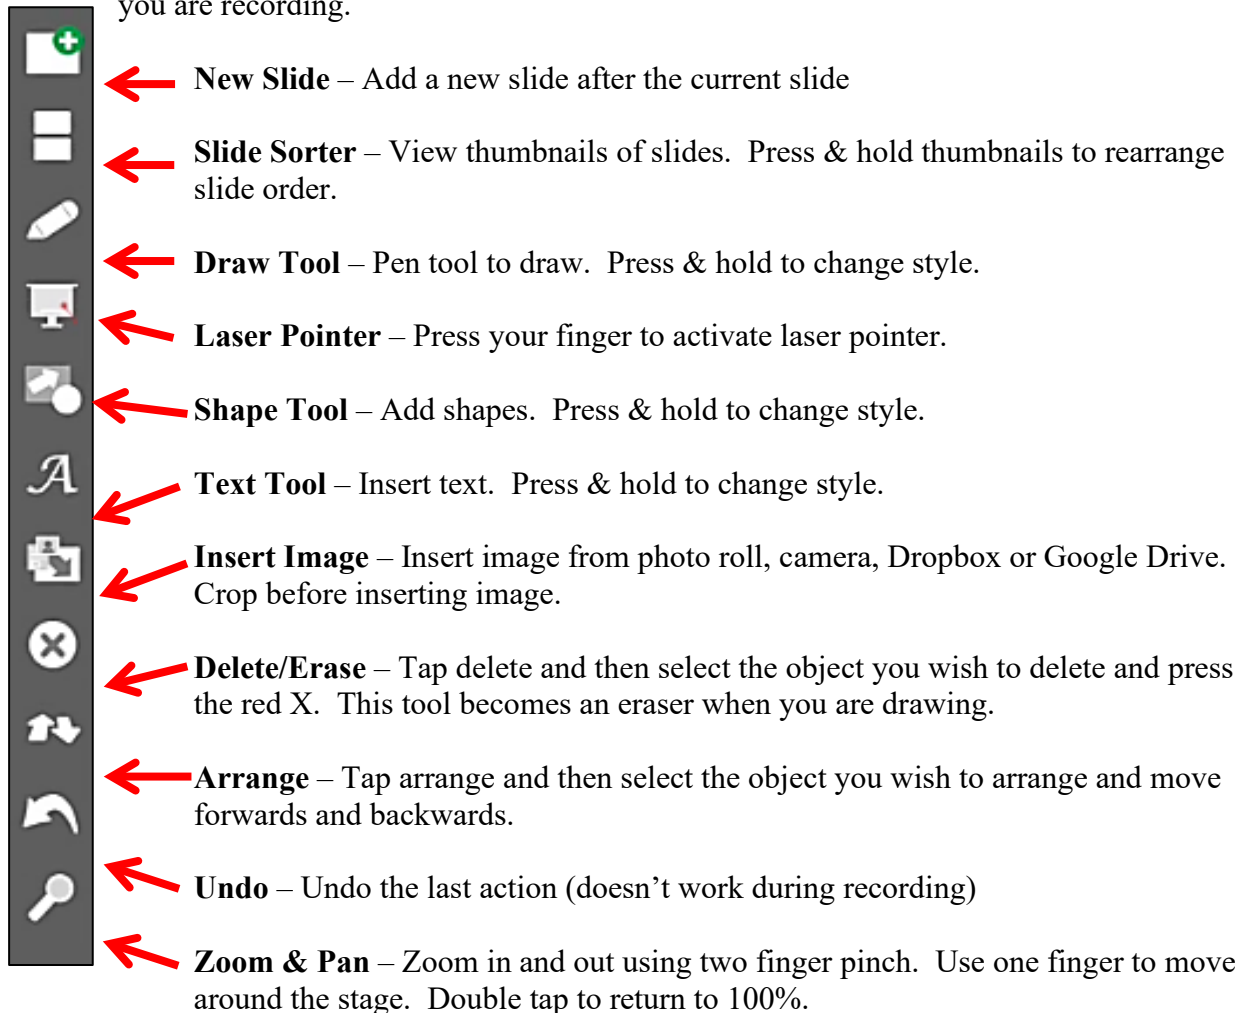 you are recording.
New Slide – Add a new slide after the current slide
Slide Sorter – View thumbnails of slides.  Press & hold thumbnails to rearrange
slide order.
Draw Tool – Pen tool to draw.  Press & hold to change style.
Laser Pointer – Press your finger to activate laser pointer.
Shape Tool – Add shapes.  Press & hold to change style.
Text Tool – Insert text.  Press & hold to change style.
Insert Image – Insert image from photo roll, camera, Dropbox or Google Drive.
Crop before inserting image.
Delete/Erase – Tap delete and then select the object you wish to delete and press
the red X.  This tool becomes an eraser when you are drawing.
Arrange – Tap arrange and then select the object you wish to arrange and move
forwards and backwards.
Undo – Undo the last action (doesn’t work during recording)
Zoom & Pan – Zoom in and out using two finger pinch.  Use one finger to move
around the stage.  Double tap to return to 100%.